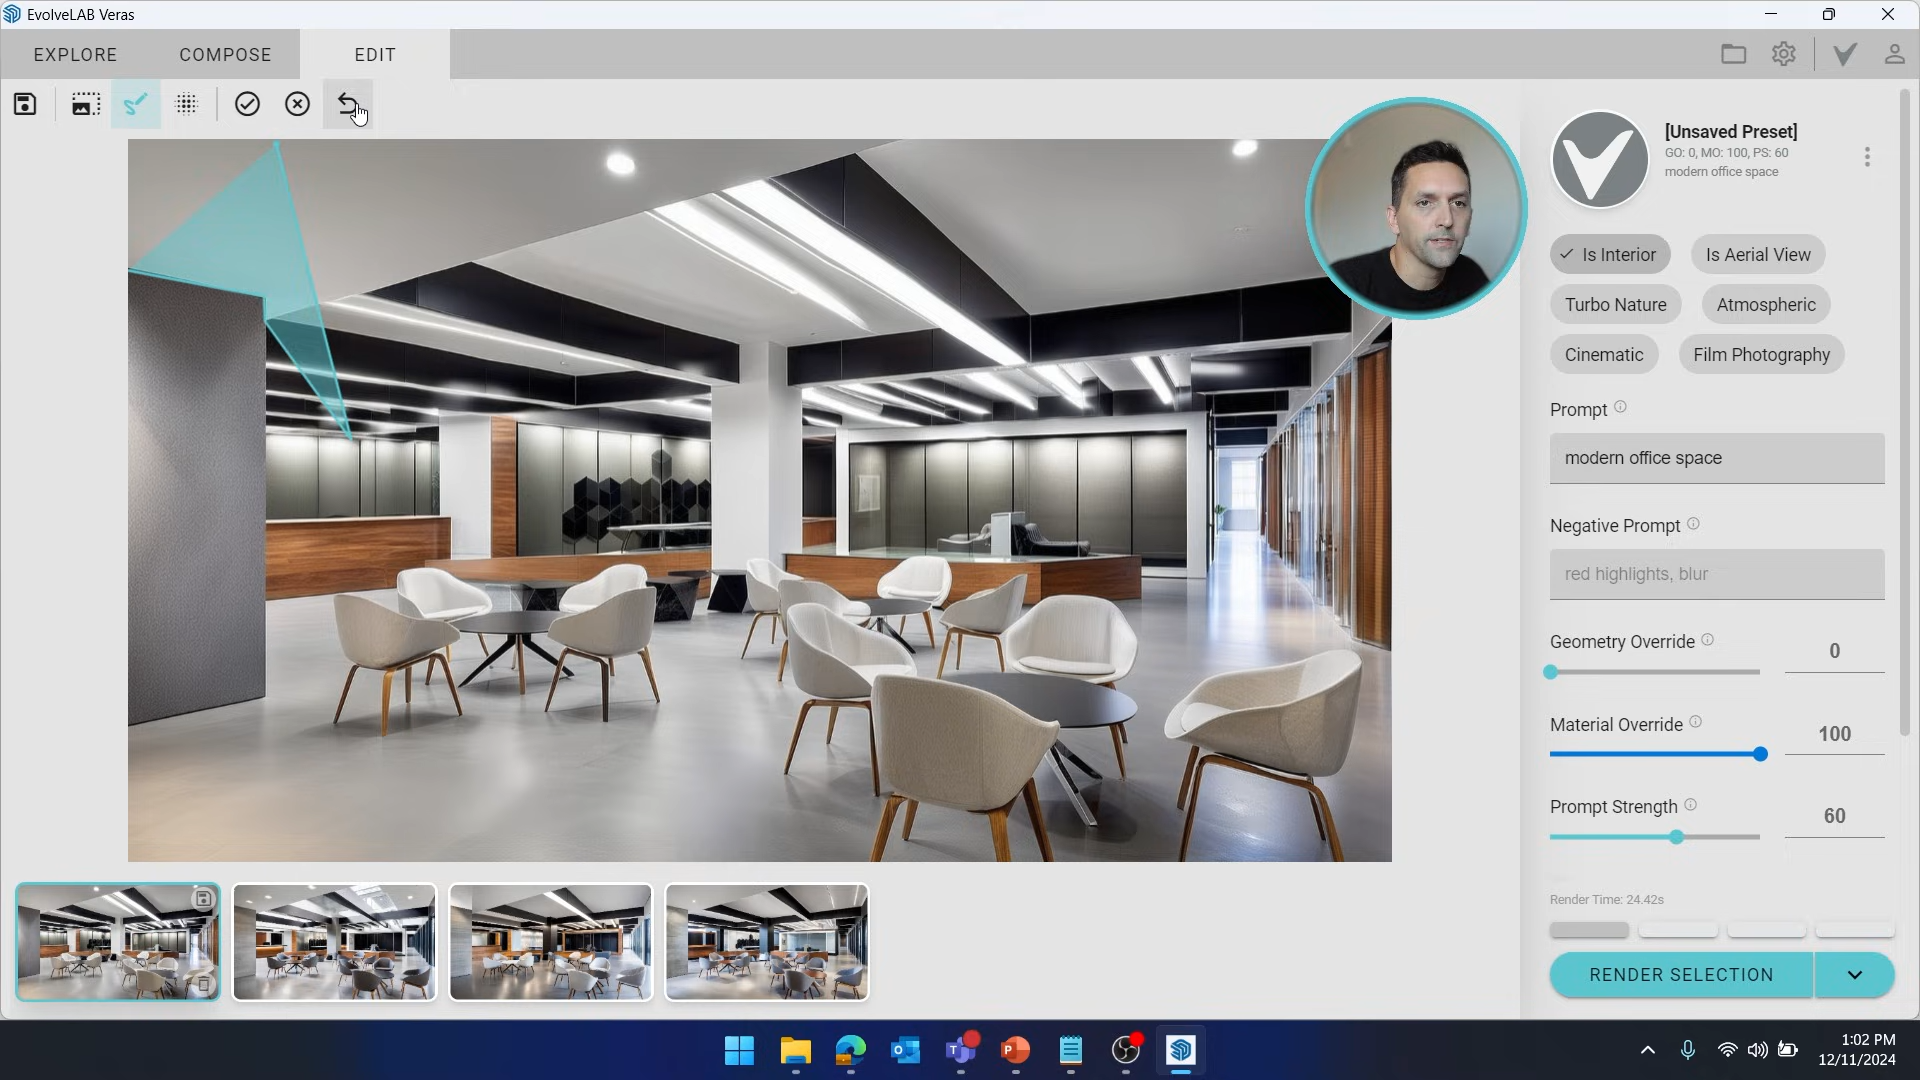 EvolveLAB Veras
EXPLORE
COMPOSE
EDIT
[Unsaved Preset]
GO: 0, MO: 100, PS: 60
modern office space
Is Interior
Is Aerial View
Turbo Nature
Atmospheric
Cinematic
Film Photography
Prompt
modern office space
Negative Prompt
red highlights, blur
Geometry Override
0
Material Override
100
Prompt Strength
60
Render Time: 24.42s
RENDER SELECTION
1:02 PM
12/11/2024